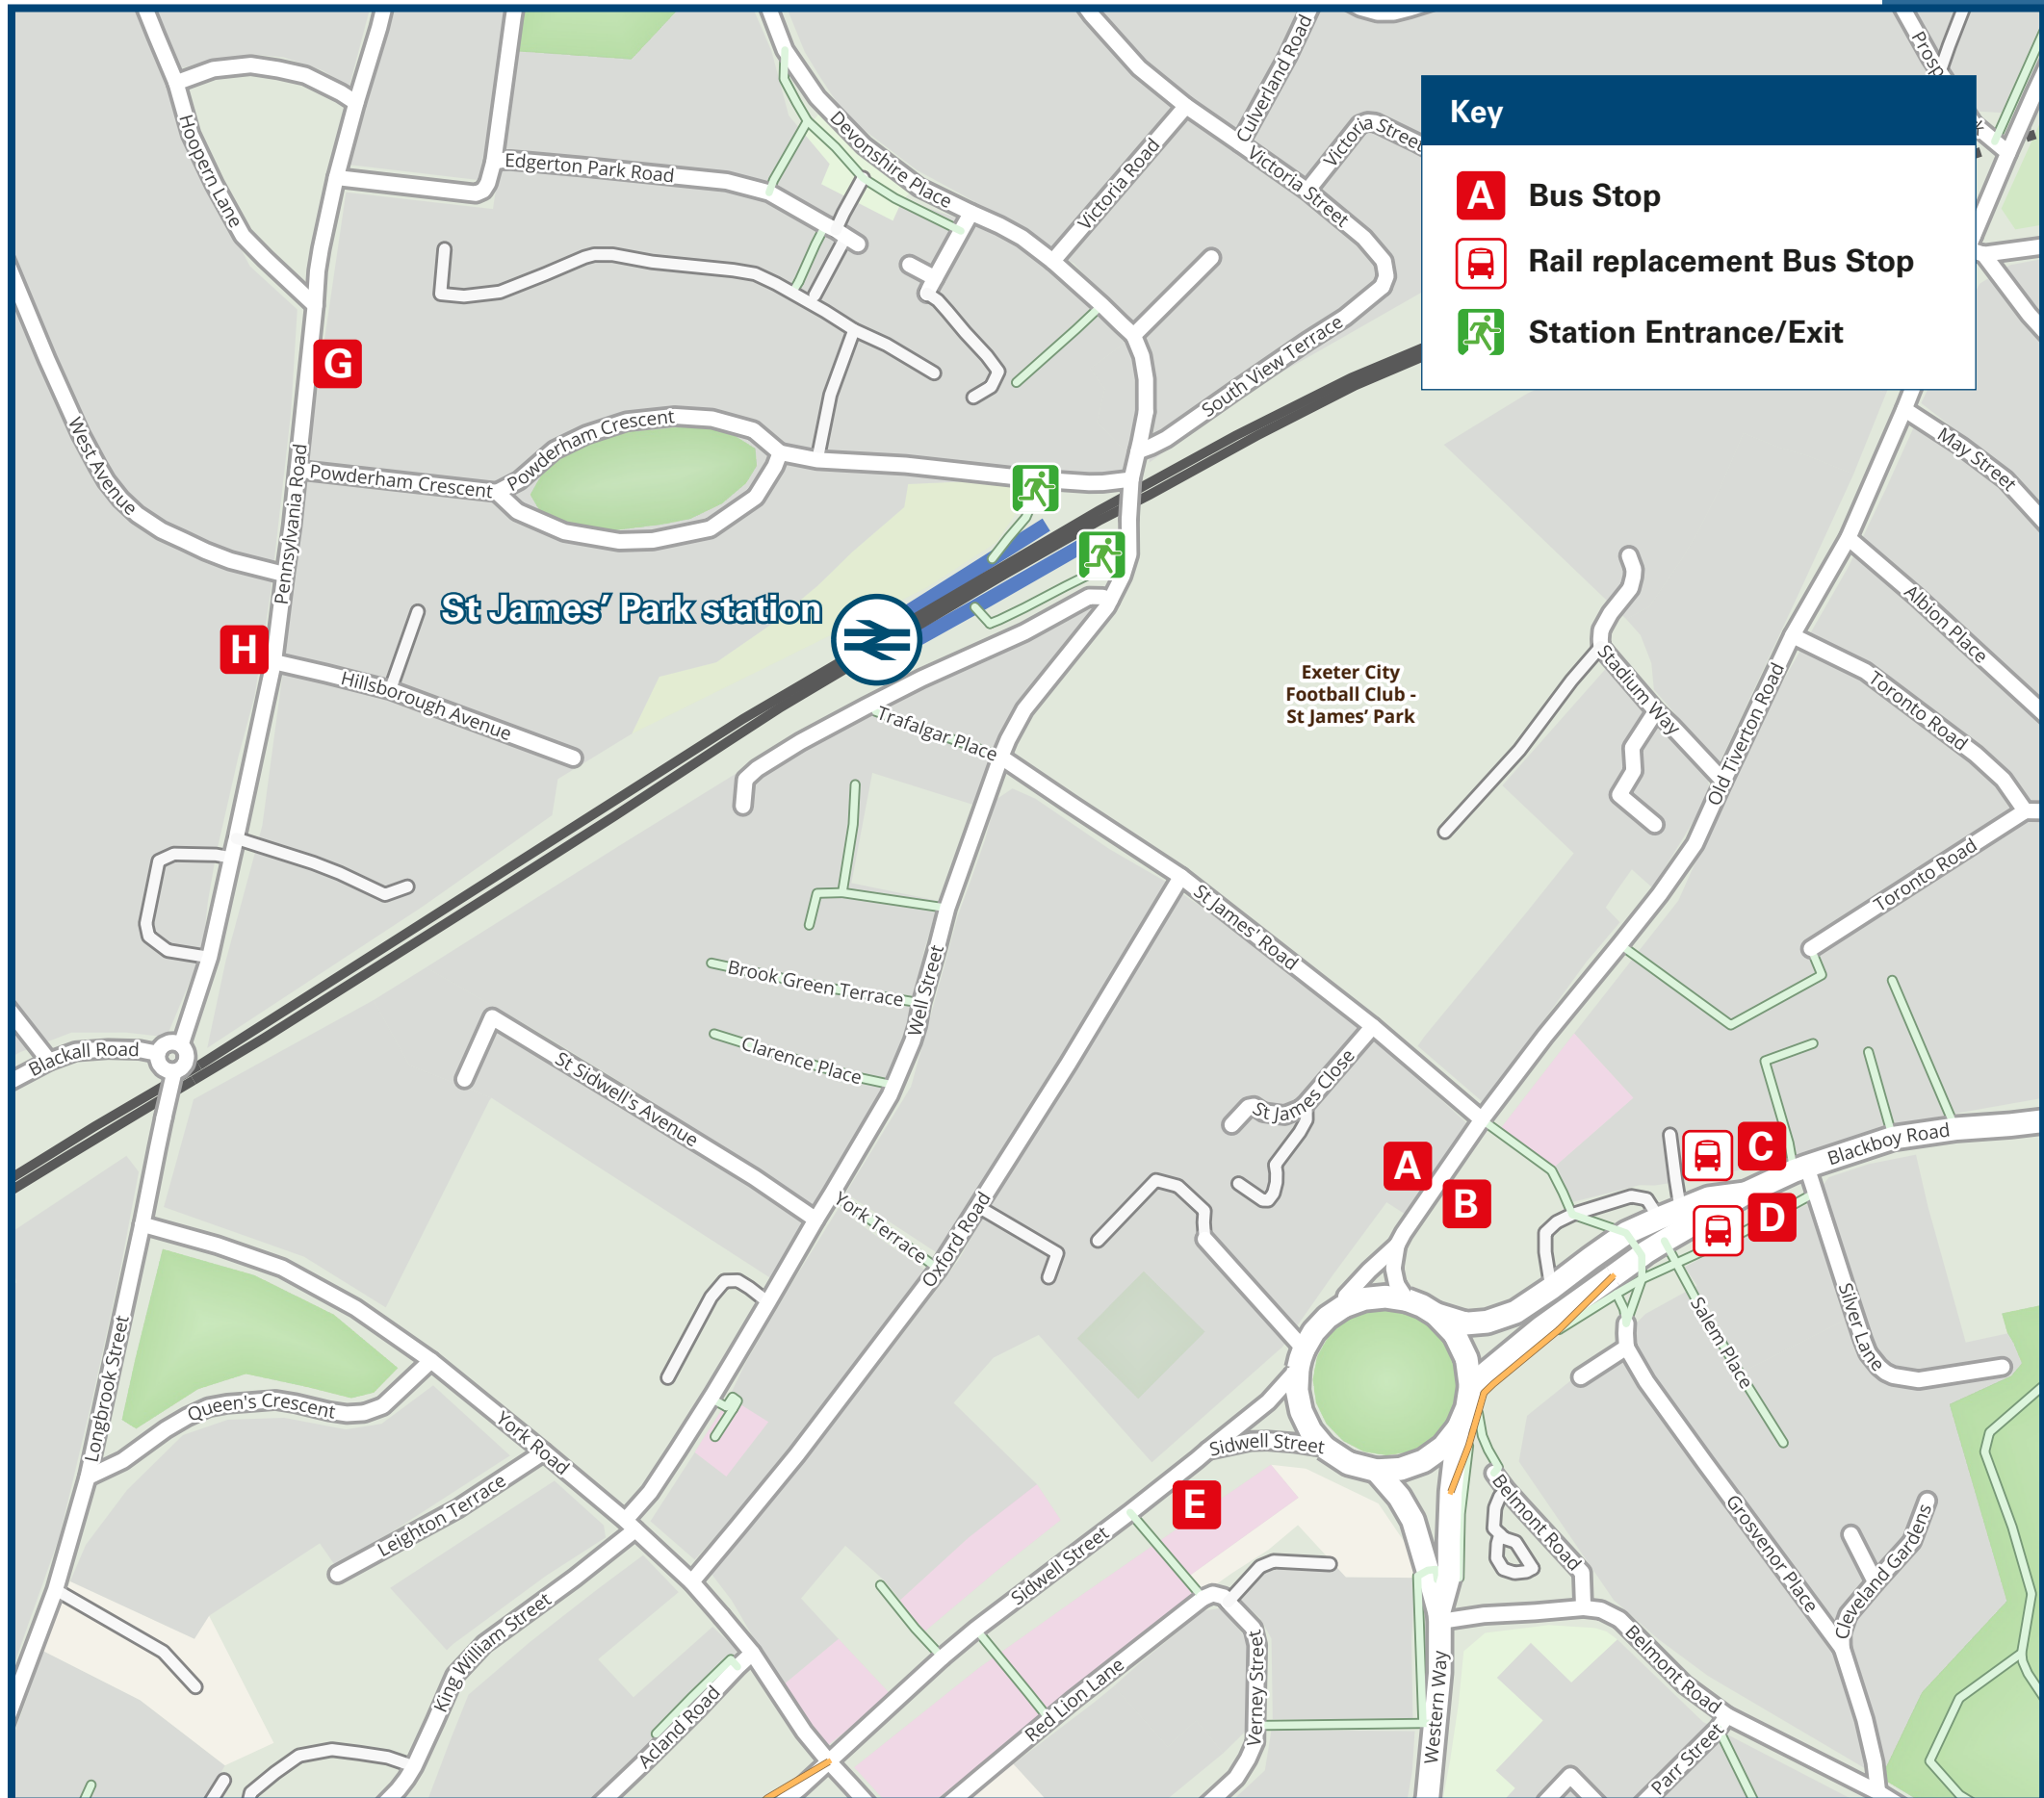 Key
A Bus Stop
Rail replacement Bus Stop
Station Entrance/Exit
Hoopern Lane
Edgerton Park Road
Devonshire Place
Victoria Road
Culverland Road
Victoria Street
Victoria Street
South View Terrace
G
West Avenue
Pennsylvania Road
Powderham Crescent
Powderham Crescent
May Street
Albion Place
St James' Park station
H
Hillsborough Avenue
Exeter City
Football Club -
St James' Park
Trafalgar Place
Stadium Way
Old Tiverton Road
Toronto Road
Toronto Road
St James' Road
Brook Green Terrace
Well Street
Clarence Place
Blackall Road
St Sidwell's Avenue
St James Close
A
B
C
D
Blackboy Road
York Terrace
Oxford Road
Salem Place
Silver Lane
Longbrook Street
Queen's Crescent
York Road
Leighton Terrace
Sidwell Street
E
Sidwell Street
Belmont Road
Grosvenor Place
Cleveland Gardens
King William Street
Acland Road
Red Lion Lane
Verney Street
Western Way
Belmont Road
Parr Street